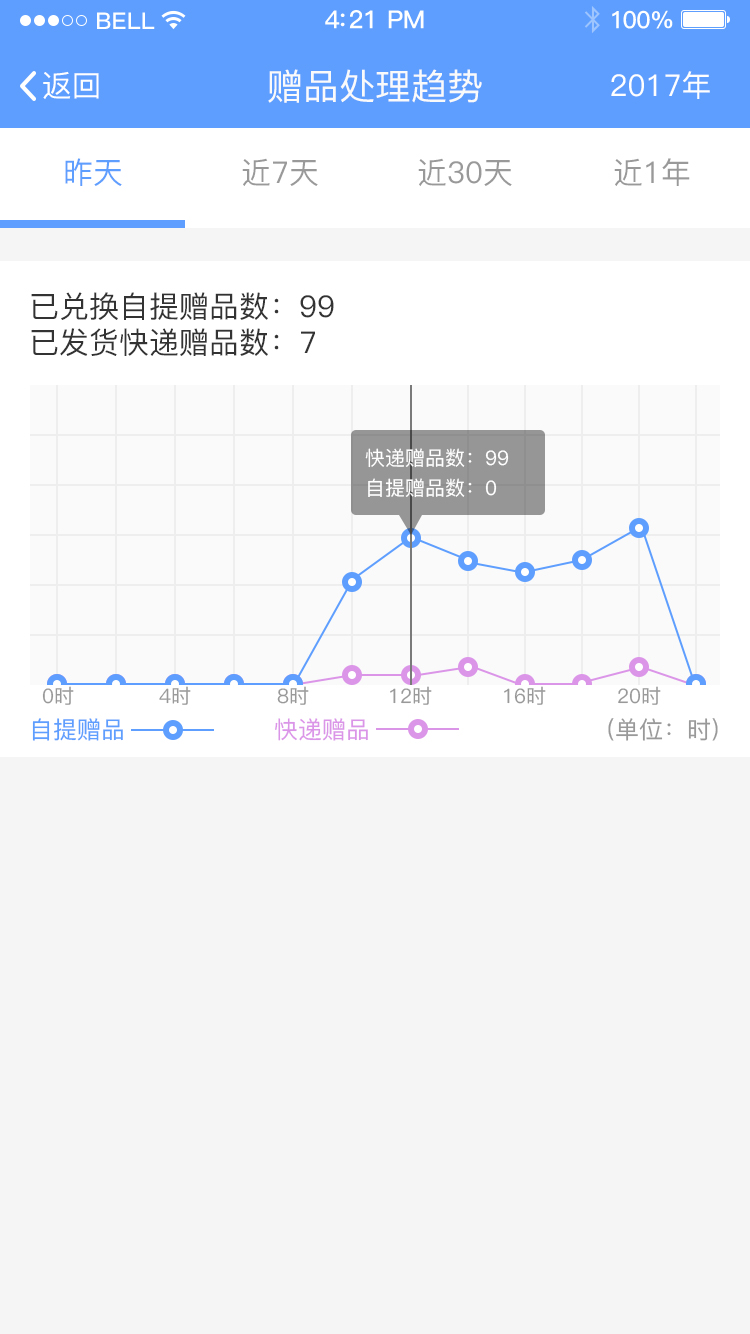 BELL 4:21 PM 100%
返回 赠品处理趋势 2017年
昨天 近7天 近30天 近1年
已兑换自提赠品数：99
已发货快递赠品数：7
快递赠品数：99
自提赠品数：0
0时 4时 8时 12时 16时 20时
自提赠品 快递赠品 (单位：时)